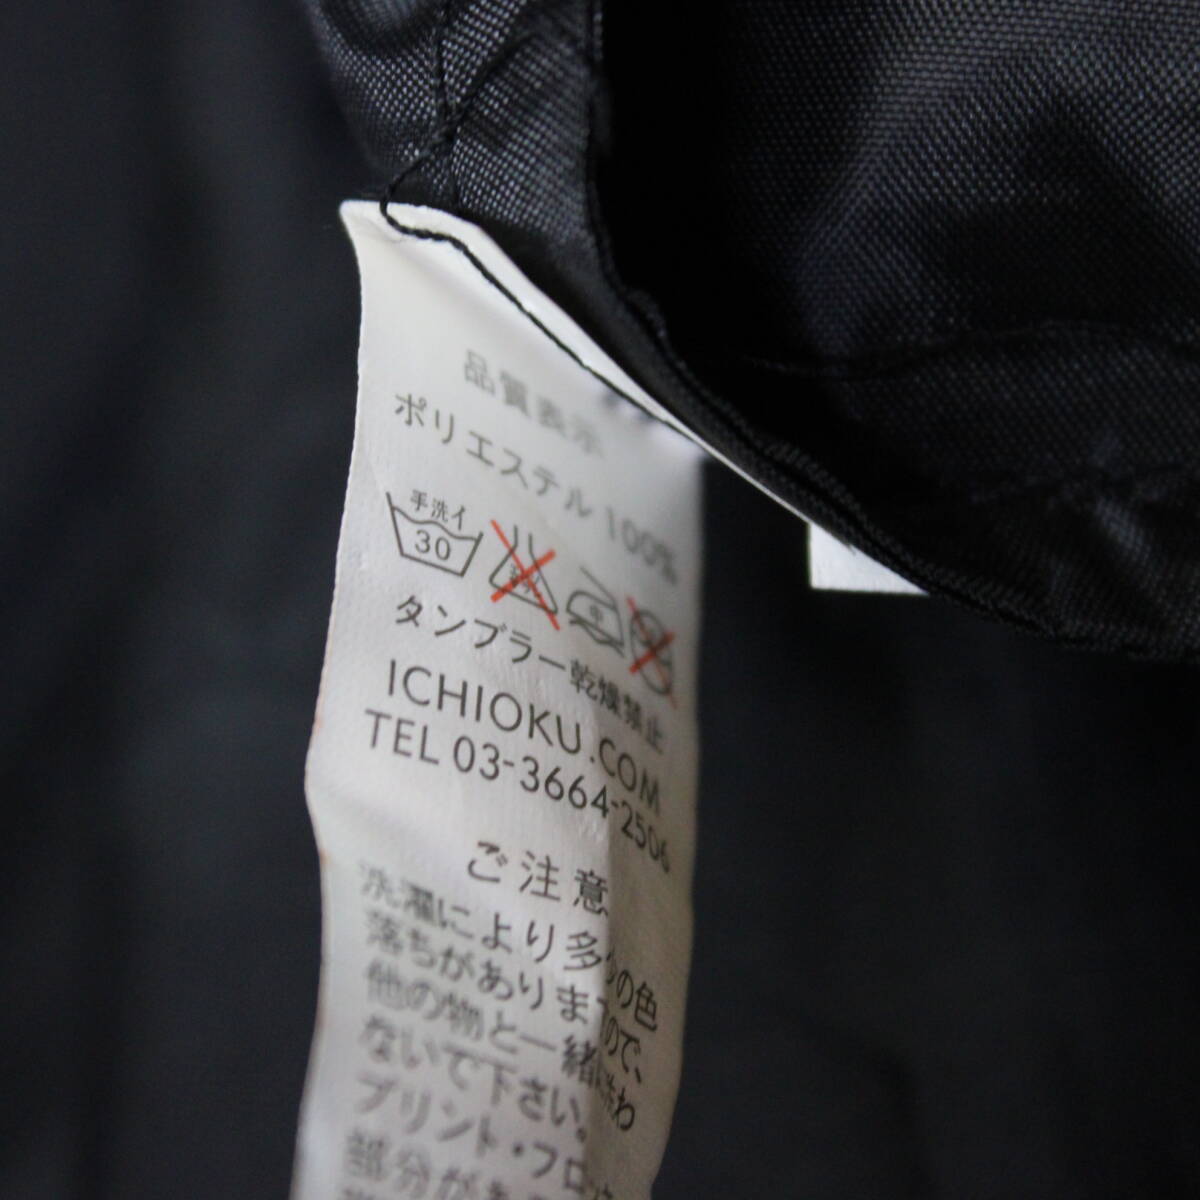 品質表示
ポリエステル 100%
手洗イ
30
中
タンブラー乾燥禁止
ICHIOKU.COM
TEL 03-3664-2506
ご注意
洗濯により多少の色
落ちがありますので、
他の物と一緒に洗わ
ないで下さい。
プリント・フロッ
部分が